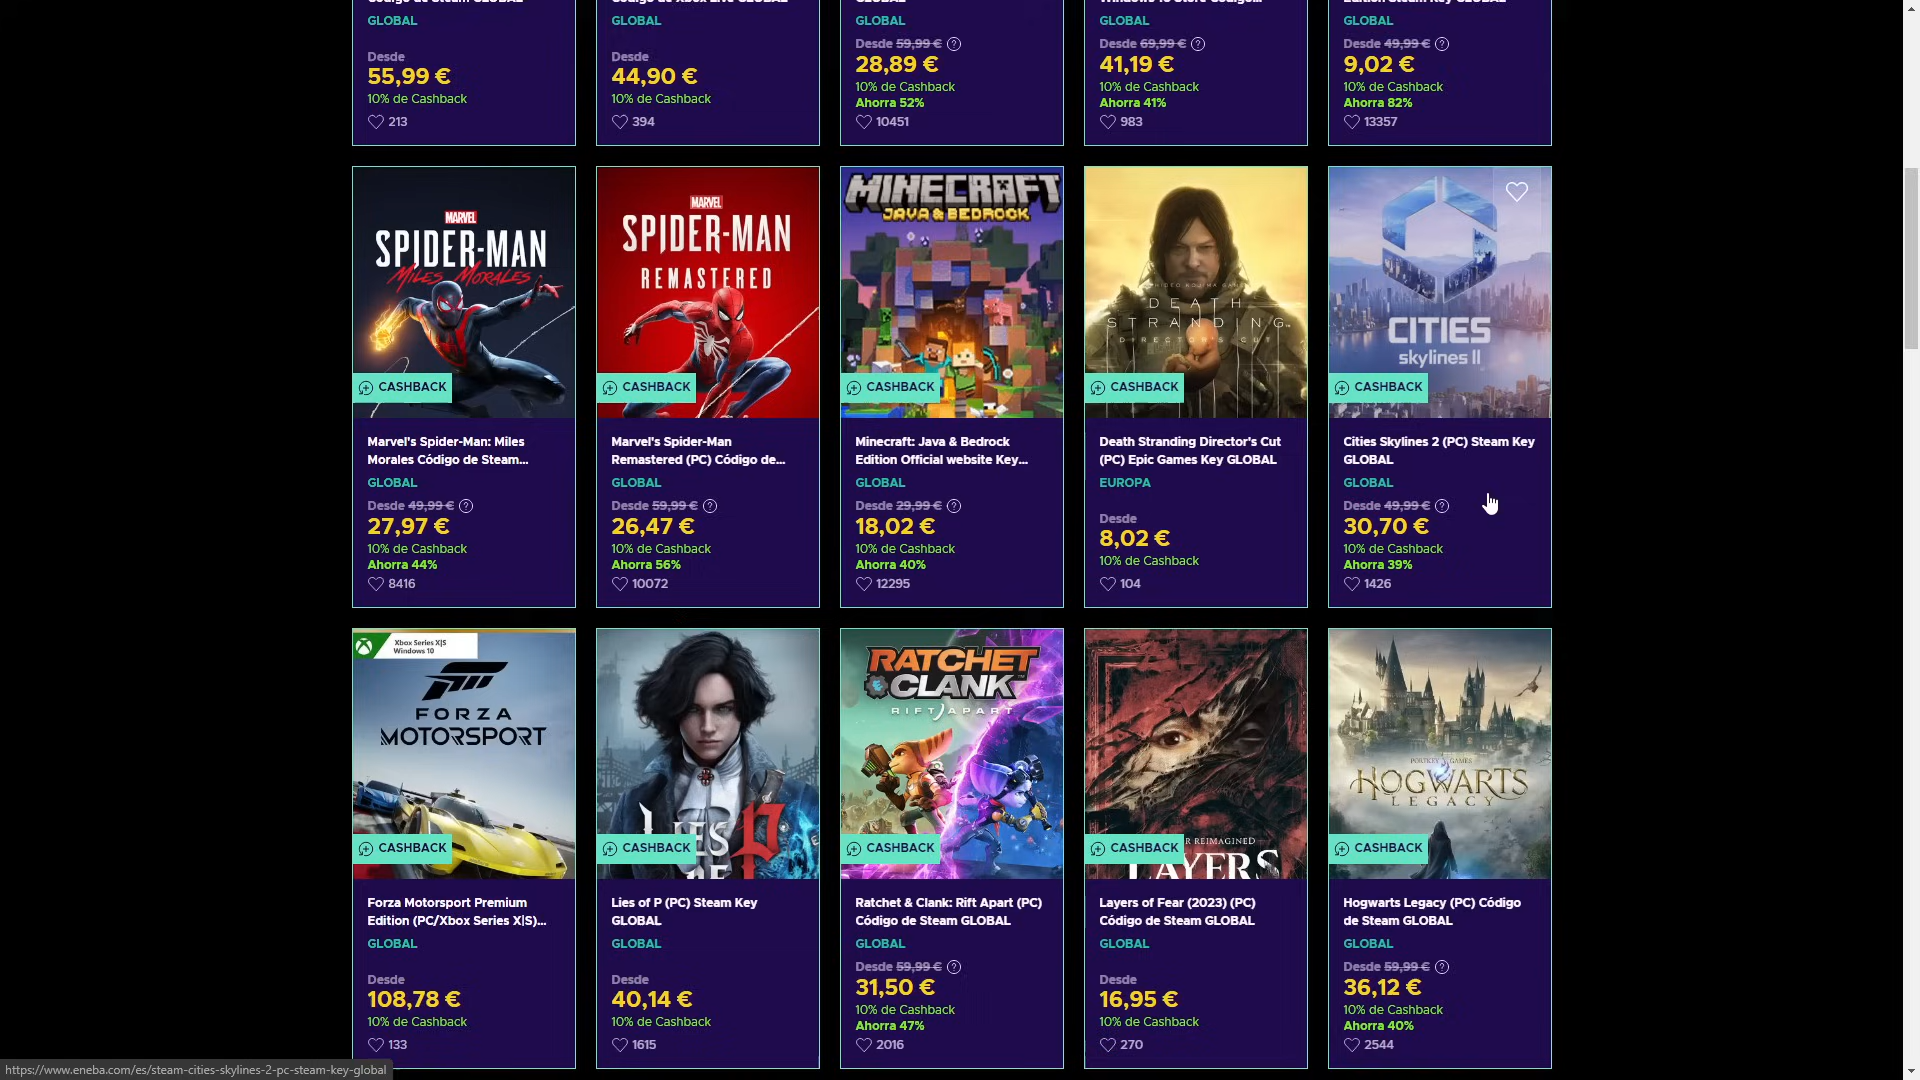 GLOBAL
Desde
55,99 €
10% de Cashback
213
GLOBAL
Desde
44,90 €
10% de Cashback
394
GLOBAL
Desde 59,99 €
28,89 €
10% de Cashback
Ahorra 52%
10451
GLOBAL
Desde 69,99 €
41,19 €
10% de Cashback
Ahorra 41%
983
GLOBAL
Desde 49,99 €
9,02 €
10% de Cashback
Ahorra 82%
13357
MARVEL
SPIDER-MAN
MILES MORALES
CASHBACK
Marvel's Spider-Man: Miles
Morales Código de Steam...
GLOBAL
Desde 49,99 €
27,97 €
10% de Cashback
Ahorra 44%
8416
MARVEL
SPIDER-MAN
REMASTERED
CASHBACK
Marvel's Spider-Man
Remastered (PC) Código de...
GLOBAL
Desde 59,99 €
26,47 €
10% de Cashback
Ahorra 56%
10072
MINECRAFT
JAVA & BEDROCK
CASHBACK
Minecraft: Java & Bedrock
Edition Official website Key...
GLOBAL
Desde 29,99 €
18,02 €
10% de Cashback
Ahorra 40%
12295
DEATH
STRANDING
DIRECTOR'S CUT
CASHBACK
Death Stranding Director's Cut
(PC) Epic Games Key GLOBAL
EUROPA
Desde
8,02 €
10% de Cashback
104
CITIES
skylines II
CASHBACK
Cities Skylines 2 (PC) Steam Key
GLOBAL
GLOBAL
Desde 49,99 €
30,70 €
10% de Cashback
Ahorra 39%
1426
Xbox Series X|S
Windows 10
FORZA
MOTORSPORT
CASHBACK
Forza Motorsport Premium
Edition (PC/Xbox Series X|S)...
GLOBAL
Desde
108,78 €
10% de Cashback
133
LIES
OF
P
CASHBACK
Lies of P (PC) Steam Key
GLOBAL
GLOBAL
Desde
40,14 €
10% de Cashback
1615
RATCHET
CLANK
RIFT APART
CASHBACK
Ratchet & Clank: Rift Apart (PC)
Código de Steam GLOBAL
GLOBAL
Desde 59,99 €
31,50 €
10% de Cashback
Ahorra 47%
2016
R REIMAGINED
LAYERS
CASHBACK
Layers of Fear (2023) (PC)
Código de Steam GLOBAL
GLOBAL
Desde
16,95 €
10% de Cashback
270
PORTKEY GAMES
HOGWARTS
LEGACY
CASHBACK
Hogwarts Legacy (PC) Código
de Steam GLOBAL
GLOBAL
Desde 59,99 €
36,12 €
10% de Cashback
Ahorra 40%
2544
https://www.eneba.com/es/steam-cities-skylines-2-pc-steam-key-global